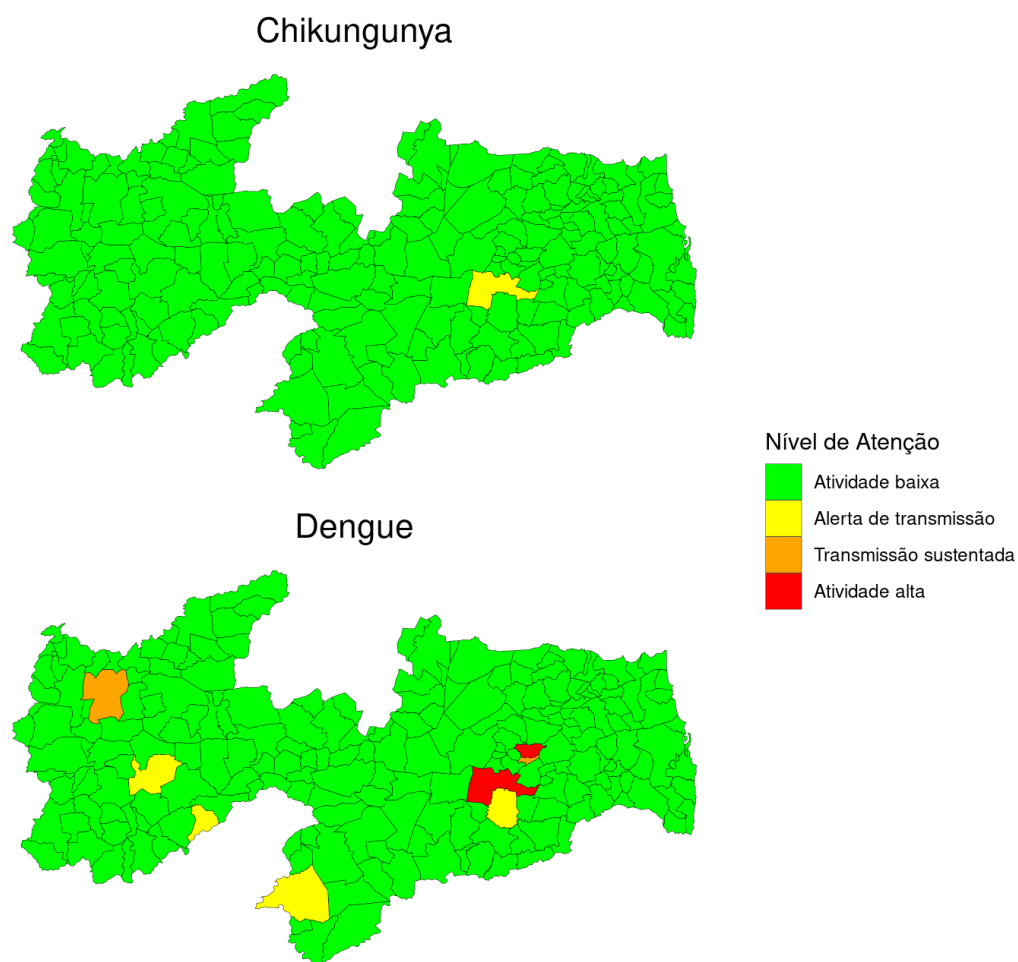 Chikungunya
Nível de Atenção
Atividade baixa
Alerta de transmissão
Transmissão sustentada
Atividade alta
Dengue